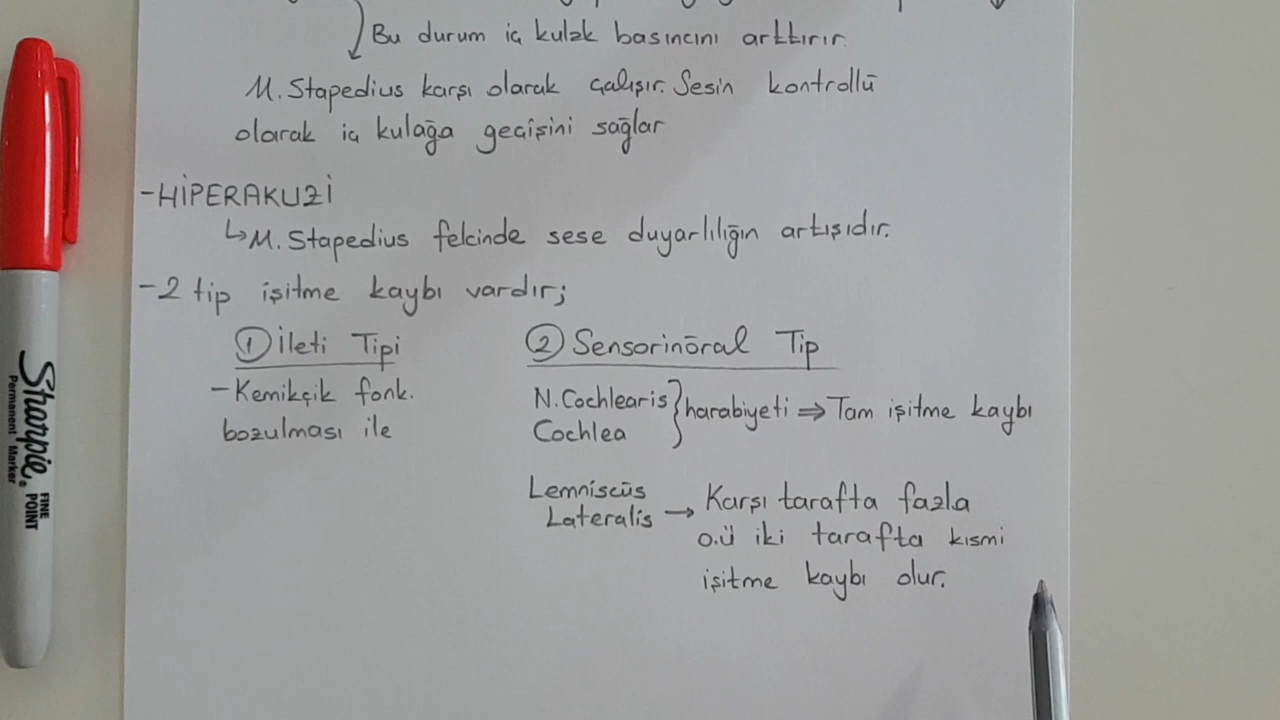 Bu durum iç kulak basıncını arttırır.
M. Stapedius karşı olarak çalışır. Sesin kontrollü
olarak iç kulağa geçişini sağlar
-HİPERAKUZİ
↳M. Stapedius felcinde sese duyarlılığın artışıdır.
-2 tip işitme kaybı vardır;
① İleti Tipi
-Kemikçik fonk.
bozulması ile
② Sensorinöral Tip
N. Cochlearis
Cochlea
} harabiyeti ⇒ Tam işitme kaybı
Lemniscüs
Lateralis → Karşı tarafta fazla
o.ü iki tarafta kısmi
işitme kaybı olur.
Sharpie
Permanent Marker
FINE
POINT